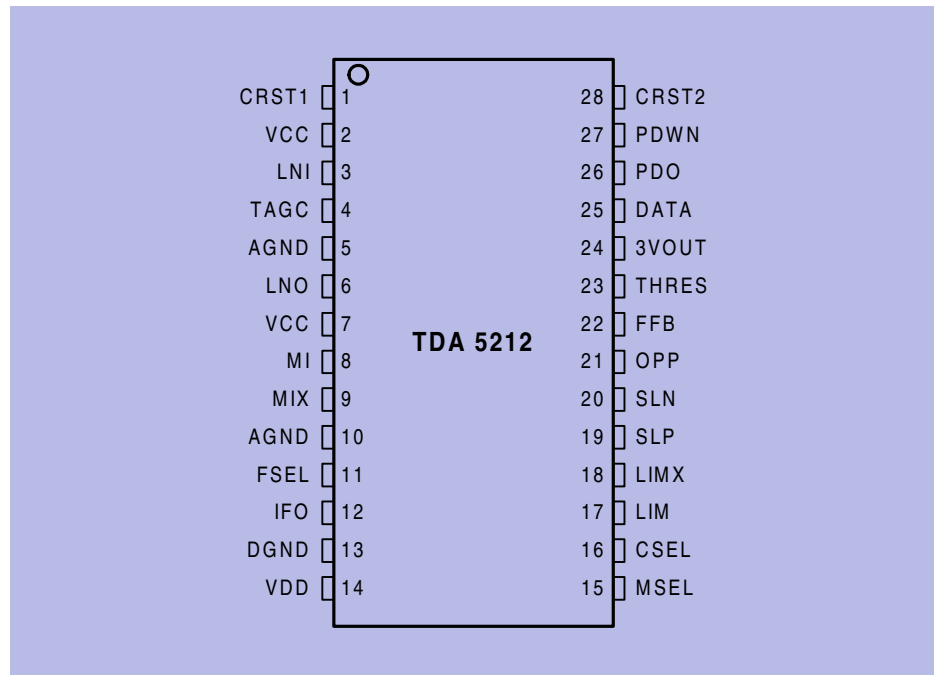 CRST1 1 28 CRST2
VCC 2 27 PDWN
LNI 3 26 PDO
TAGC 4 25 DATA
AGND 5 24 3VOUT
LNO 6 23 THRES
VCC 7 22 FFB
TDA 5212
MI 8 21 OPP
MIX 9 20 SLN
AGND 10 19 SLP
FSEL 11 18 LIMX
IFO 12 17 LIM
DGND 13 16 CSEL
VDD 14 15 MSEL